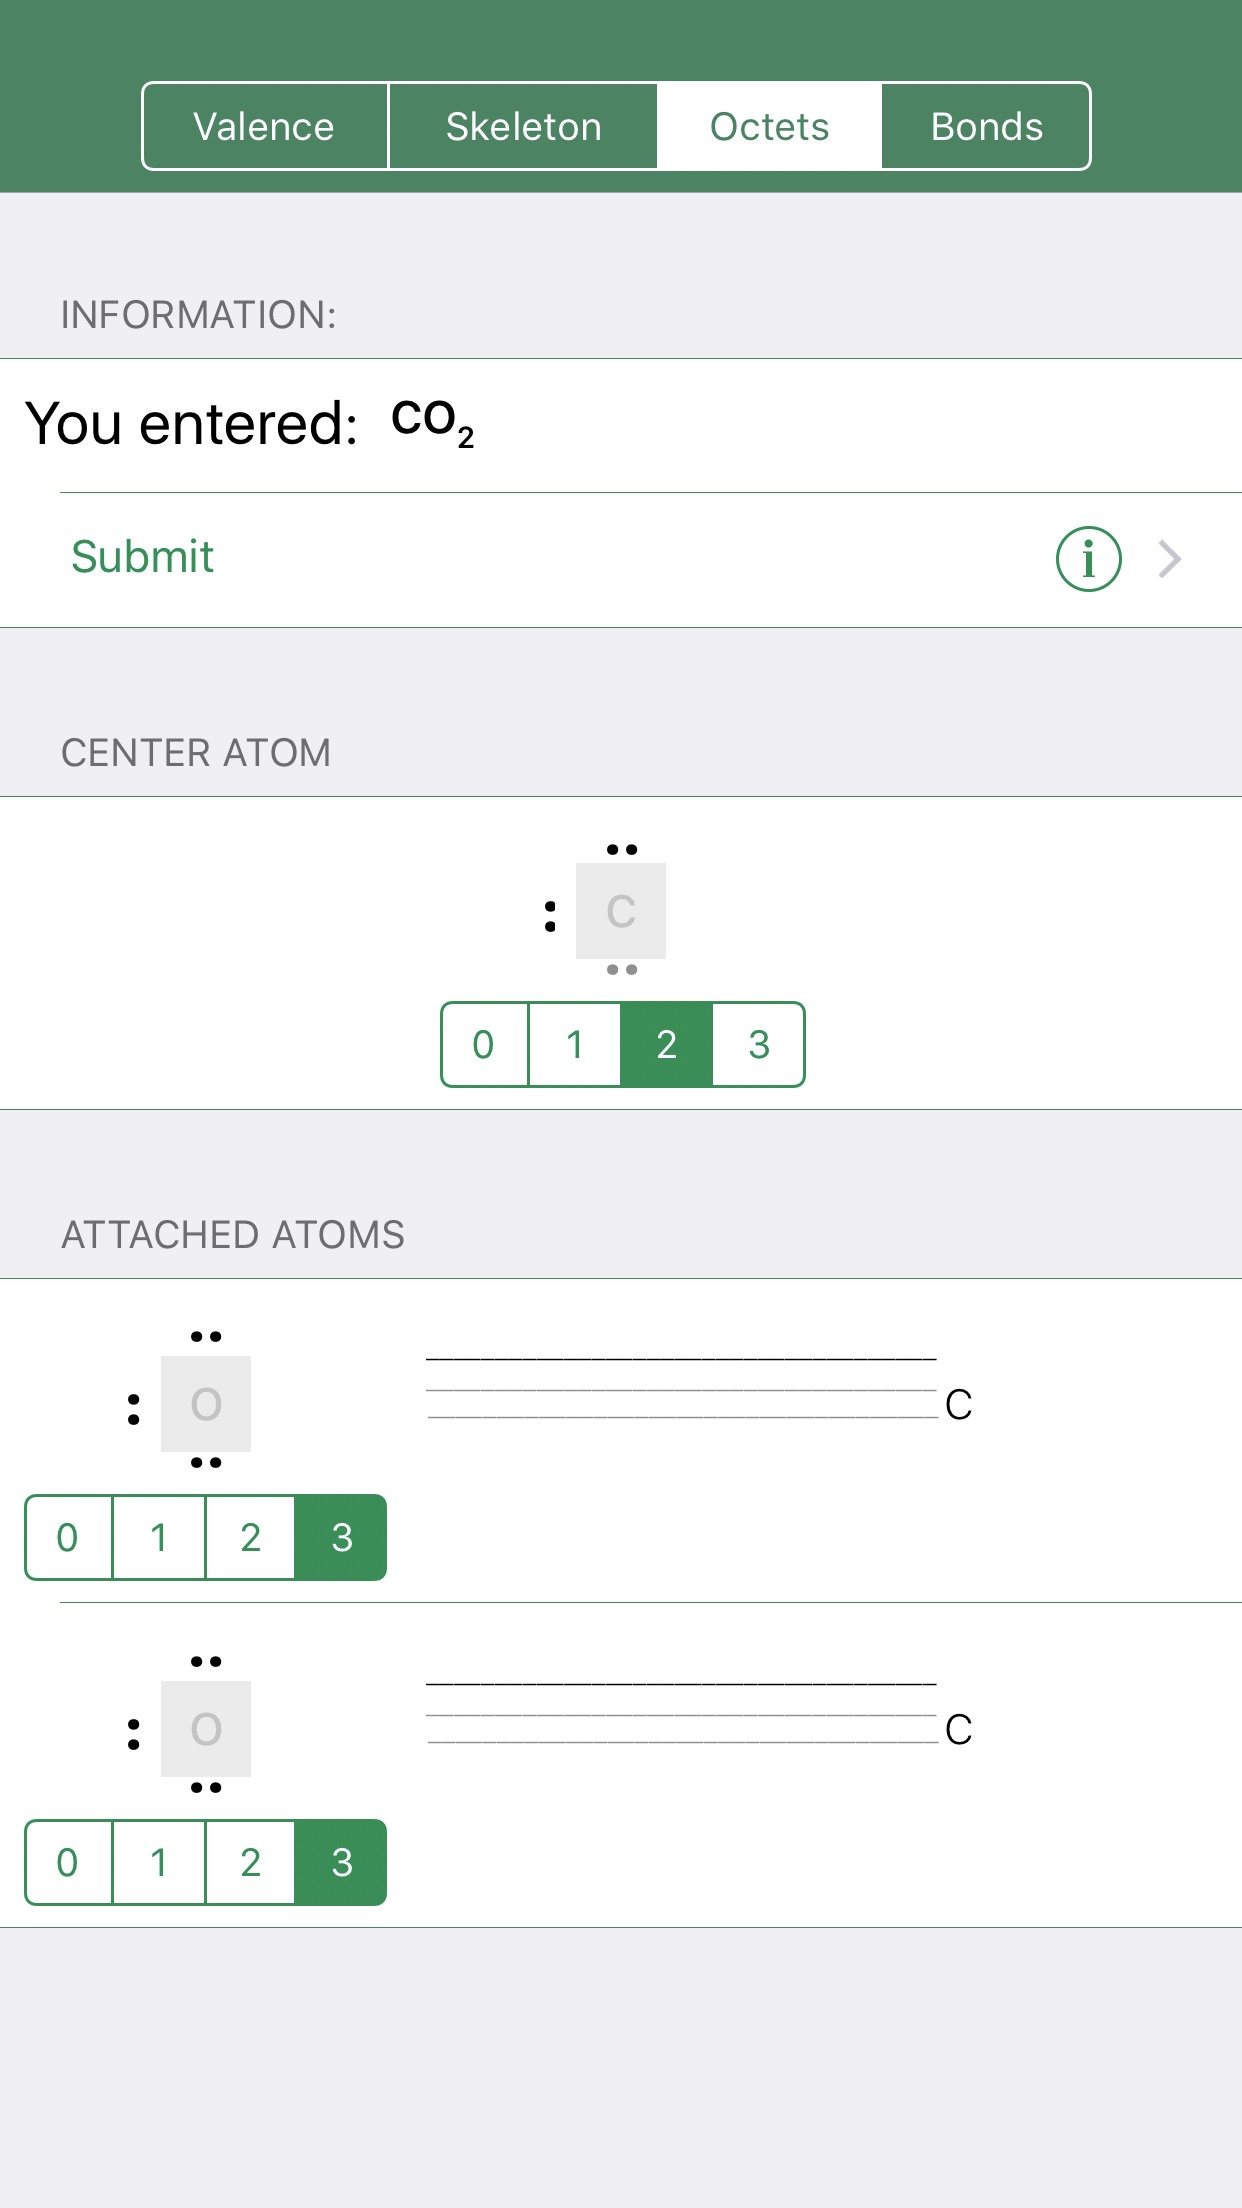 Valence Skeleton Octets Bonds
INFORMATION:
You entered: CO₂
Submit i
CENTER ATOM
C
0 1 2 3
ATTACHED ATOMS
O C
0 1 2 3
O C
0 1 2 3